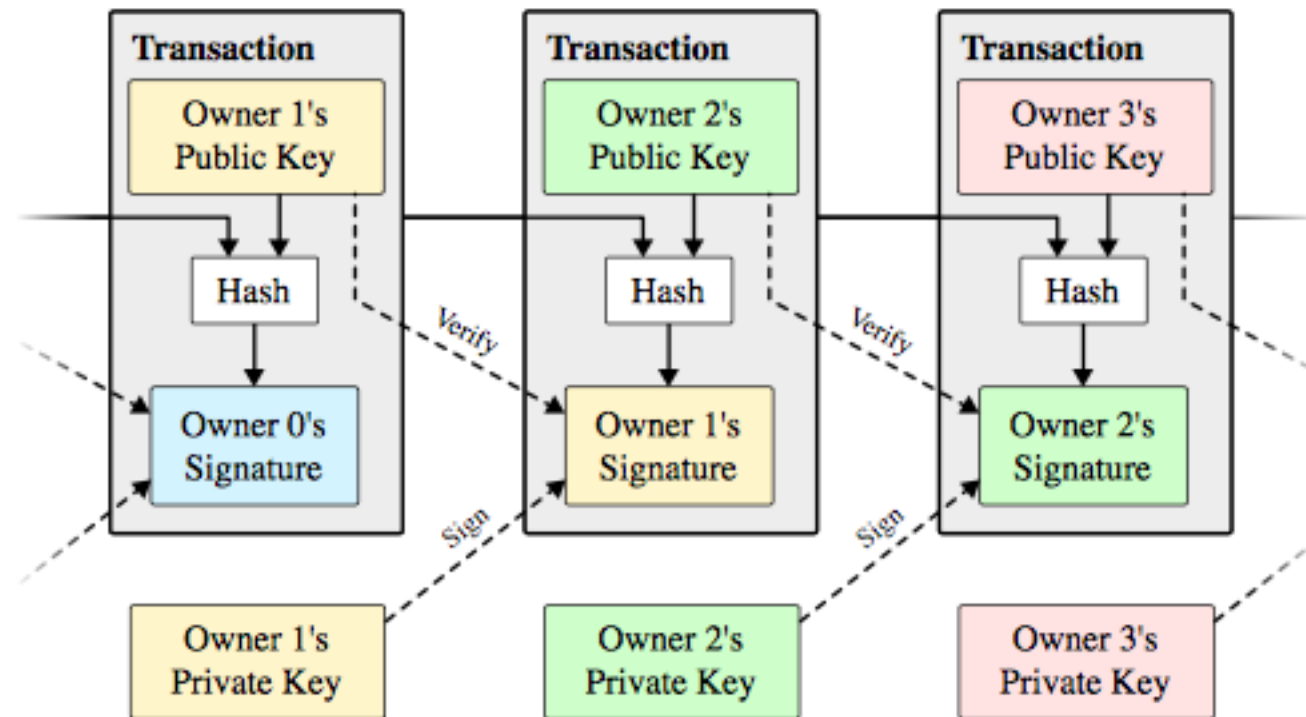 Transaction
Owner 1's
Public Key
Hash
Owner 0's
Signature
Transaction
Owner 2's
Public Key
Hash
Verify
Owner 1's
Signature
Sign
Transaction
Owner 3's
Public Key
Hash
Verify
Owner 2's
Signature
Sign
Owner 1's
Private Key
Owner 2's
Private Key
Owner 3's
Private Key